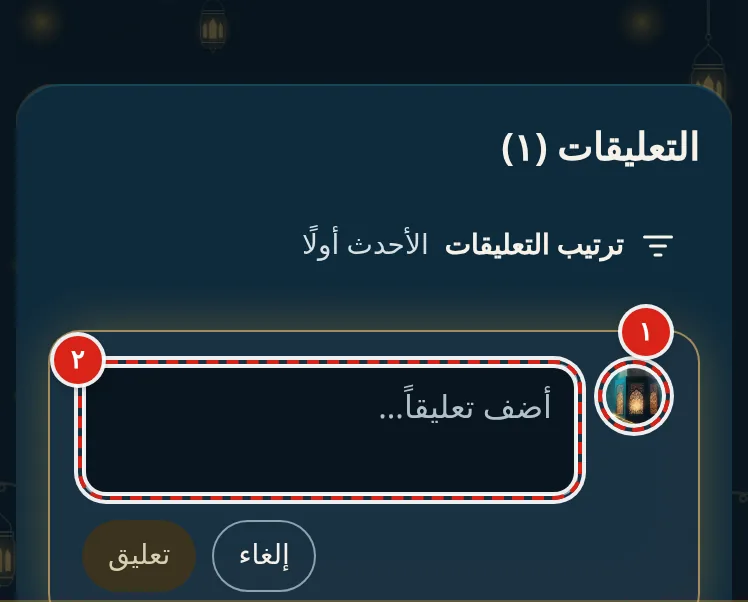 التعليقات (١)
ترتيب التعليقات الأحدث أولًا
١
٢
أضف تعليقاً...
إلغاء
تعليق